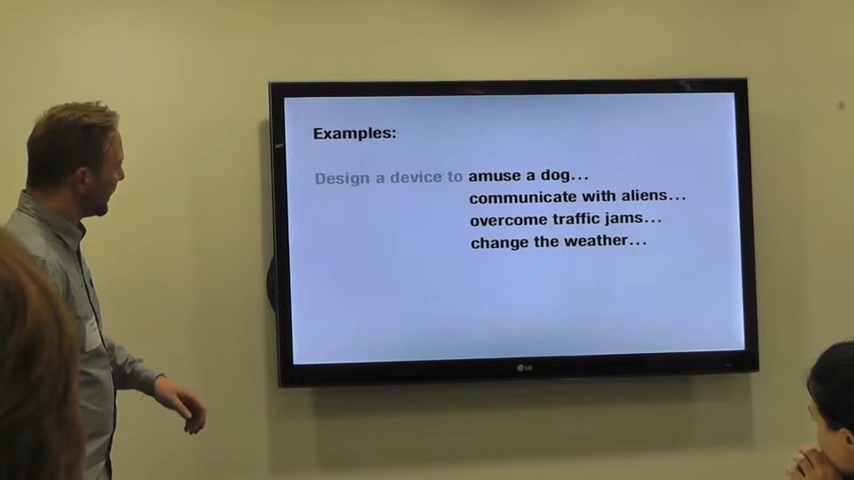 Examples:
Design a device to amuse a dog...
communicate with aliens...
overcome traffic jams...
change the weather...
LG